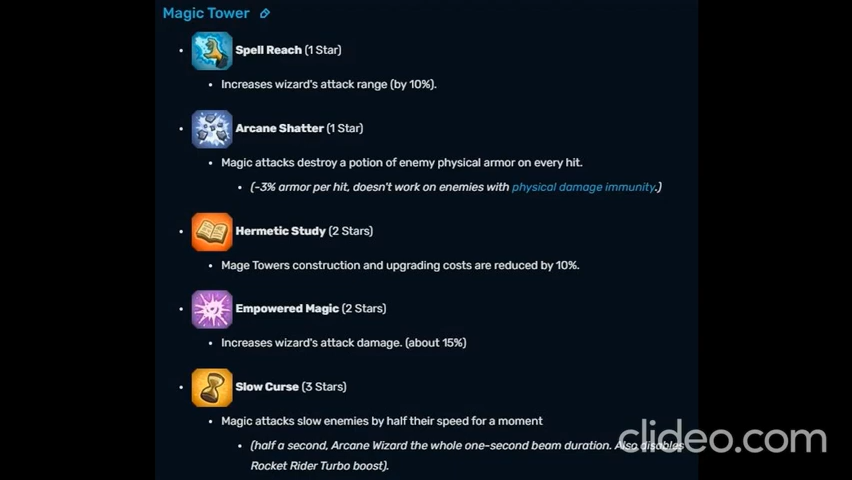 Magic Tower
Spell Reach (1 Star)
Increases wizard's attack range (by 10%).
Arcane Shatter (1 Star)
Magic attacks destroy a potion of enemy physical armor on every hit.
(-3% armor per hit, doesn't work on enemies with physical damage immunity.)
Hermetic Study (2 Stars)
Mage Towers construction and upgrading costs are reduced by 10%.
Empowered Magic (2 Stars)
Increases wizard's attack damage. (about 15%)
Slow Curse (3 Stars)
Magic attacks slow enemies by half their speed for a moment
(half a second, Arcane Wizard the whole one-second beam duration. Also disables
Rocket Rider Turbo boost).
clideo.com